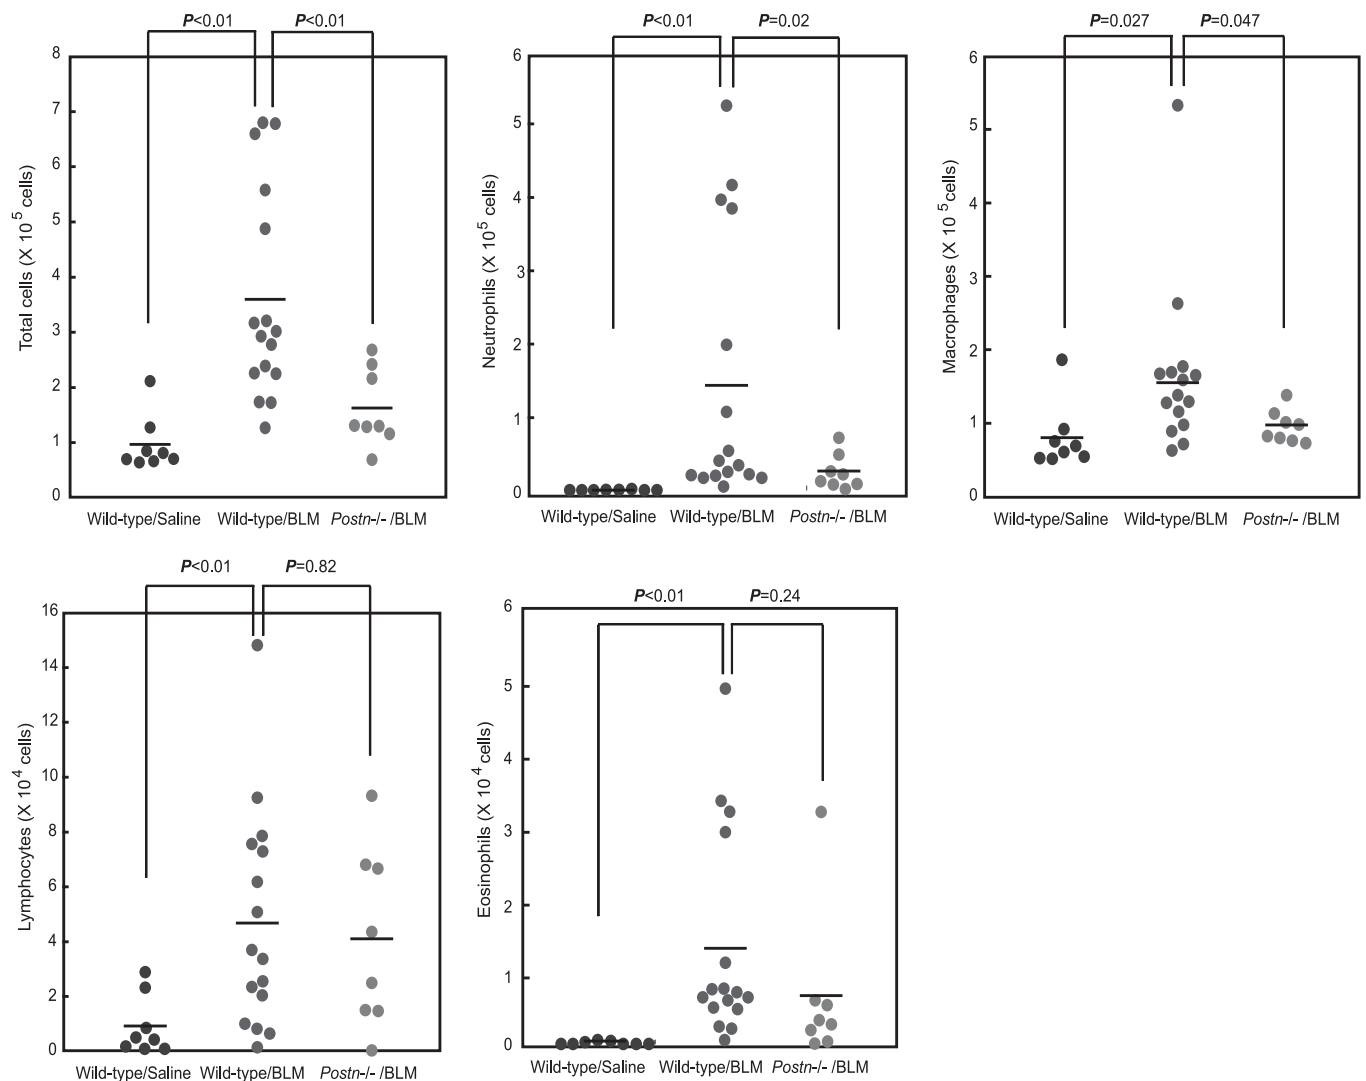 P<0.01 P<0.01
Total cells (X 10^5 cells)
8
7
6
5
4
3
2
1
0
Wild-type/Saline Wild-type/BLM Postn-/- /BLM
P<0.01 P=0.02
Neutrophils (X 10^5 cells)
6
5
4
3
2
1
0
Wild-type/Saline Wild-type/BLM Postn-/- /BLM
P=0.027 P=0.047
Macrophages (X 10^5 cells)
6
5
4
3
2
1
0
Wild-type/Saline Wild-type/BLM Postn-/- /BLM
P<0.01 P=0.82
Lymphocytes (X 10^4 cells)
16
14
12
10
8
6
4
2
0
Wild-type/Saline Wild-type/BLM Postn-/- /BLM
P<0.01 P=0.24
Eosinophils (X 10^4 cells)
6
5
4
3
2
1
0
Wild-type/Saline Wild-type/BLM Postn-/- /BLM